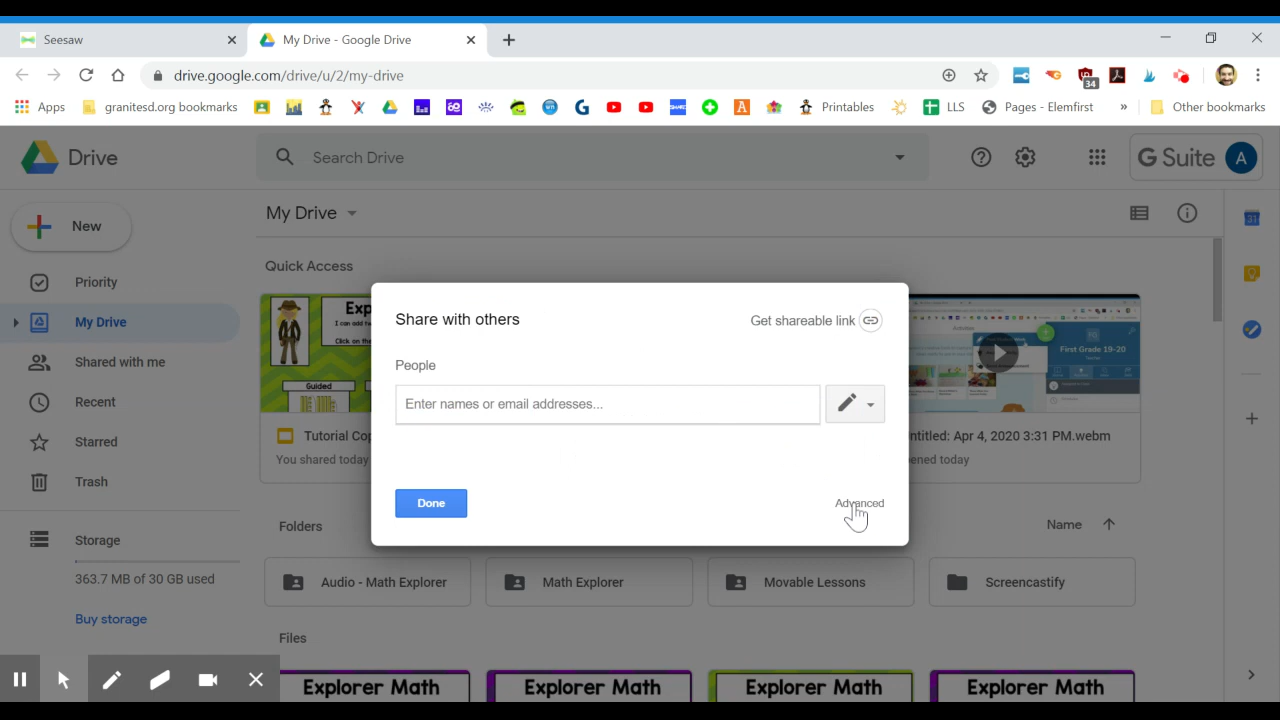 Seesaw
My Drive - Google Drive
drive.google.com/drive/u/2/my-drive
34
Apps
granitesd.org bookmarks
Printables
LLS
Pages - Elemfirst
»
Other bookmarks
Drive
Search Drive
G Suite
A
New
My Drive
31
Priority
My Drive
Shared with me
Recent
Starred
Trash
Storage
363.7 MB of 30 GB used
Buy storage
Quick Access
Guided
First Grade 19-20
Tutorial
You shared today
ntitled: Apr 4, 2020 3:31 PM.webm
ened today
Share with others
Get shareable link
People
Enter names or email addresses...
Done
Advanced
Folders
Name
Audio - Math Explorer
Math Explorer
Movable Lessons
Screencastify
Files
Explorer Math
Explorer Math
Explorer Math
Explorer Math